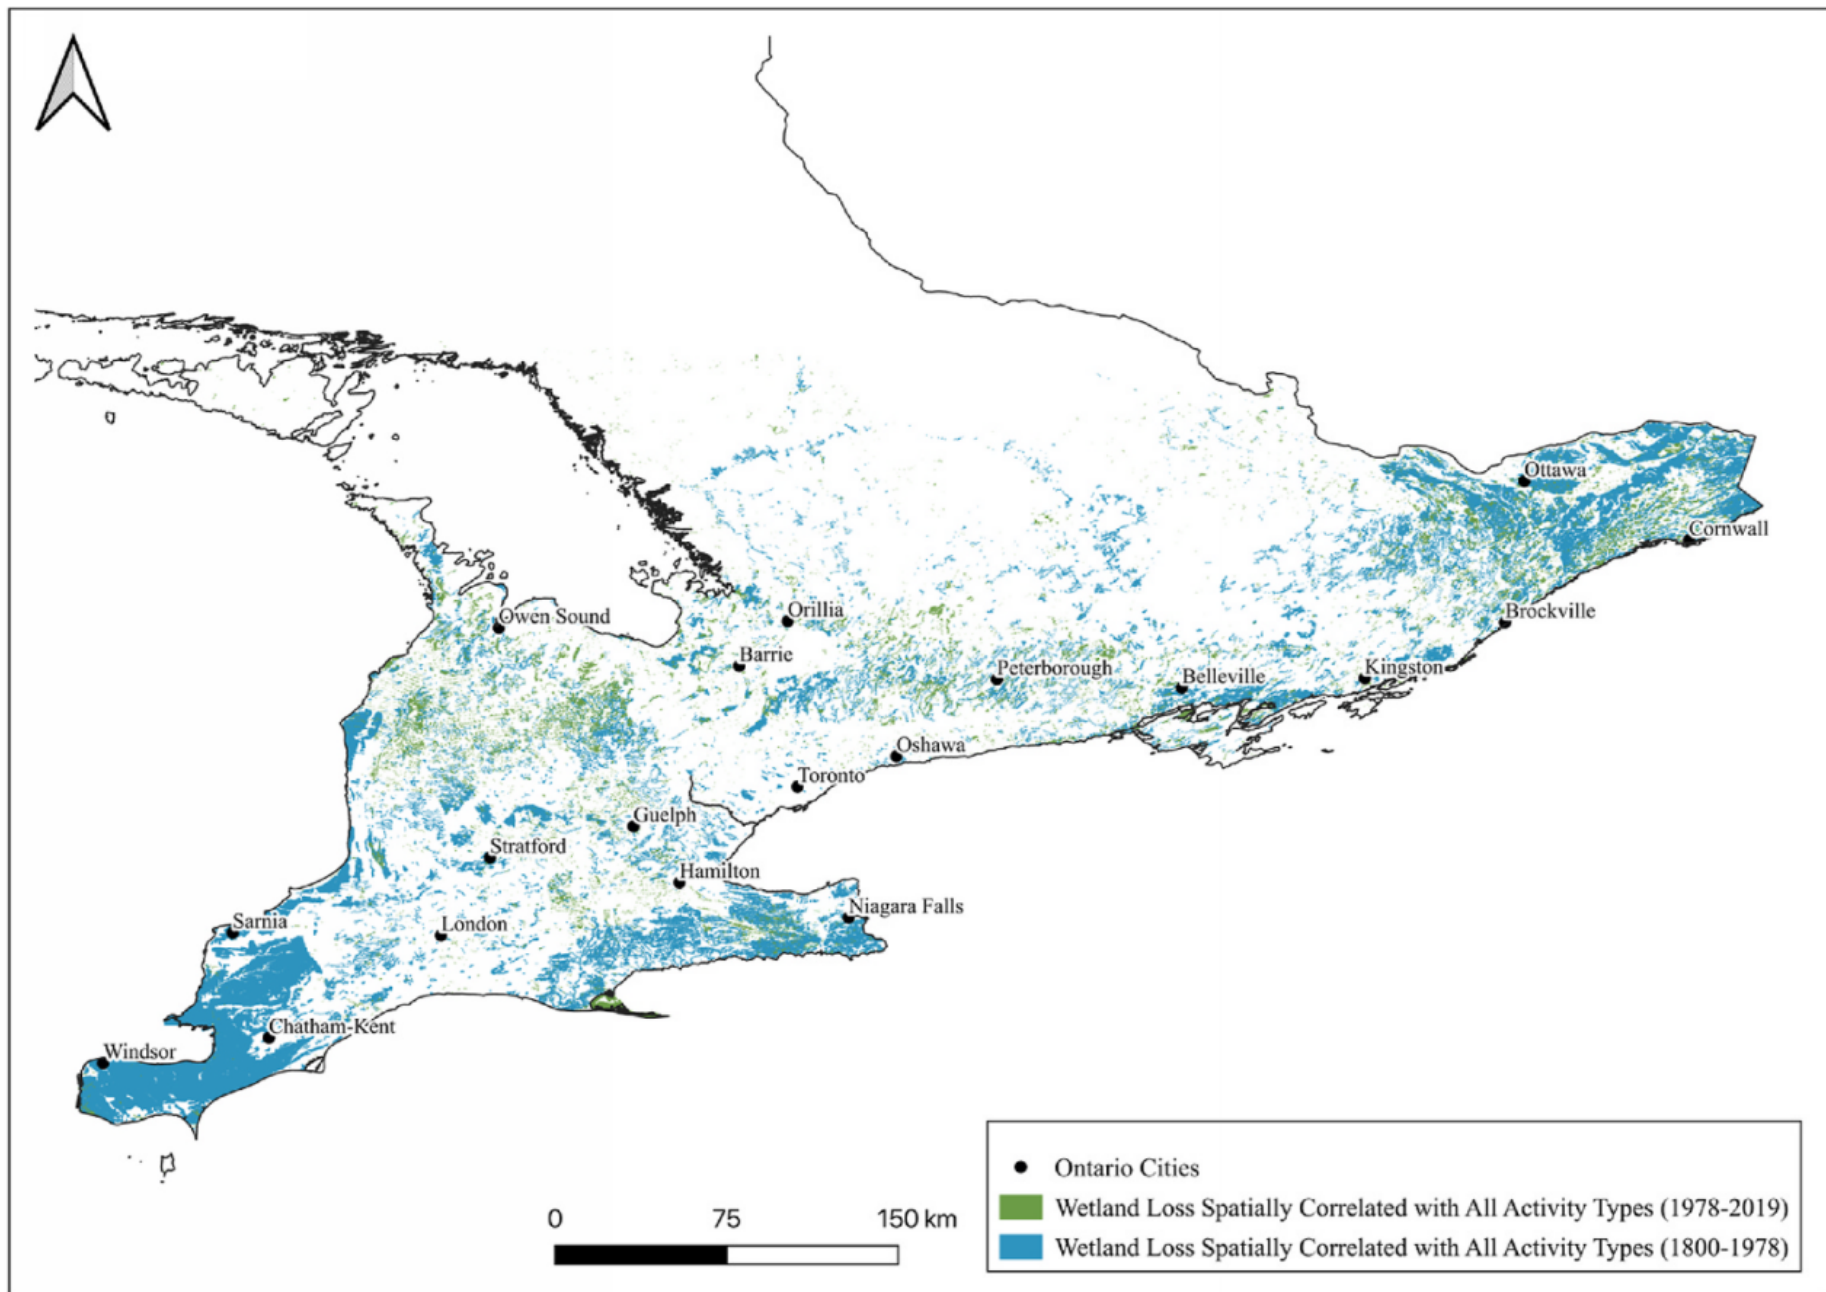 Ottawa
Cornwall
Owen Sound
Orillia
Brockville
Barrie
Peterborough
Belleville
Kingston
Oshawa
Toronto
Guelph
Stratford
Hamilton
Niagara Falls
Sarnia
London
Chatham-Kent
Windsor
Ontario Cities
Wetland Loss Spatially Correlated with All Activity Types (1978-2019)
Wetland Loss Spatially Correlated with All Activity Types (1800-1978)
0 75 150 km